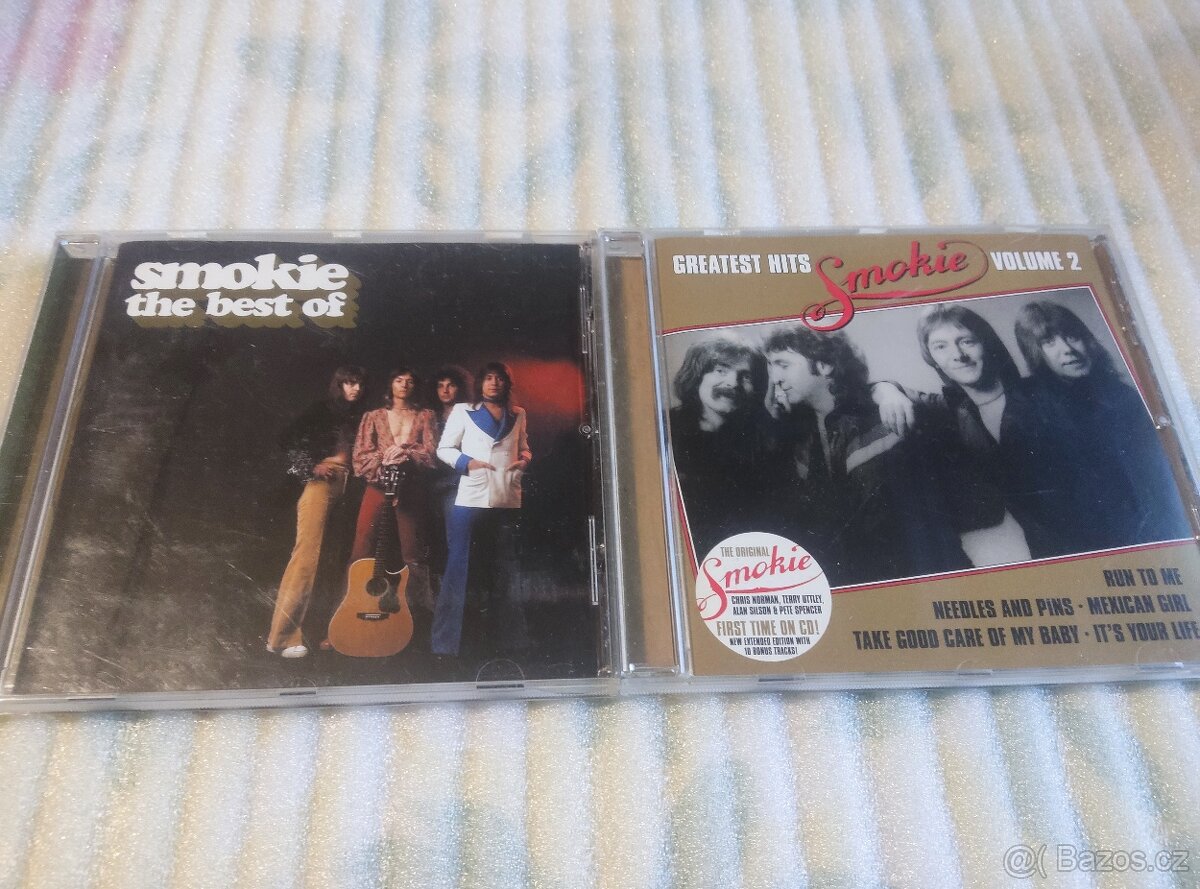 smokie
the best of
GREATEST HITS Smokie VOLUME 2
THE ORIGINAL
Smokie
CHRIS NORMAN, TERRY UTTLEY,
ALAN SILSON & PETE SPENCER
FIRST TIME ON CD!
NEW EXTENDED EDITION WITH
10 BONUS TRACKS!
RUN TO ME
NEEDLES AND PINS · MEXICAN GIRL
TAKE GOOD CARE OF MY BABY · IT'S YOUR LIFE
@( Bazos.cz